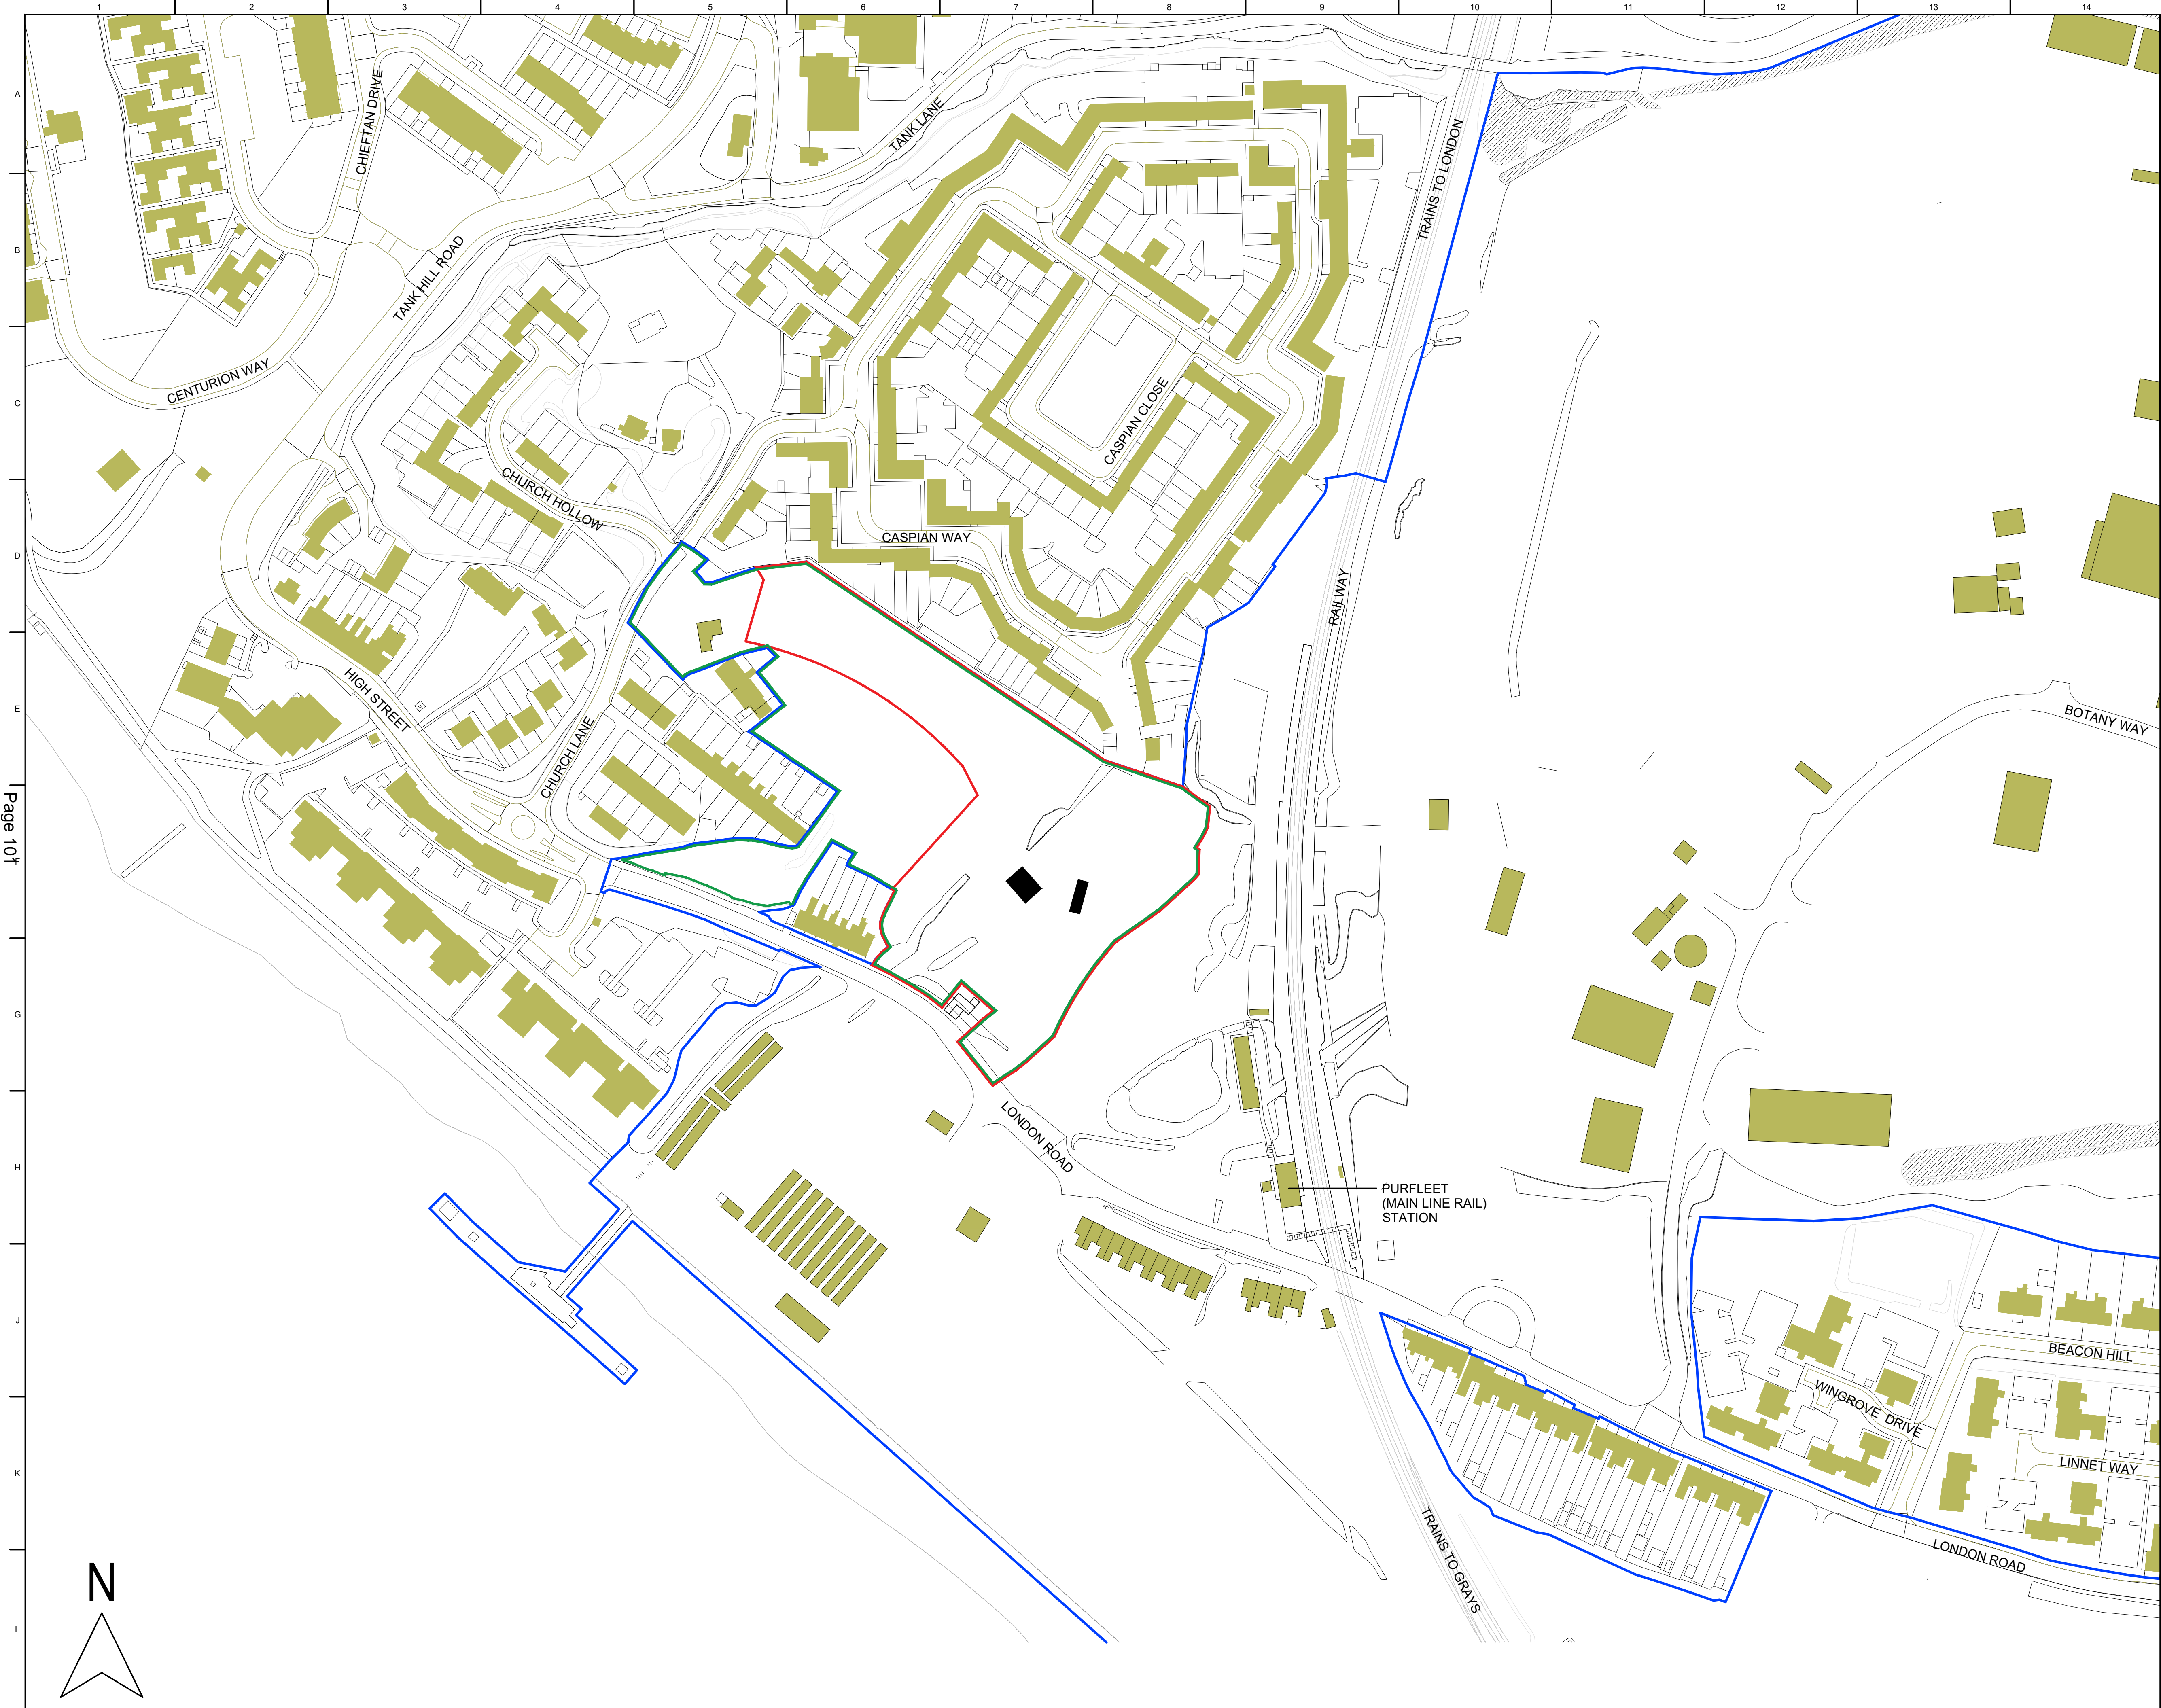 1 2 3 4 5 6 7 8 9 10 11 12 13 14
A
B
C
D
E
F
G
H
J
K
L
CHIEFTAN DRIVE
TANK LANE
TRAINS TO LONDON
TANK HILL ROAD
CENTURION WAY
CASPIAN CLOSE
CHURCH HOLLOW
CASPIAN WAY
RAILWAY
HIGH STREET
CHURCH LANE
BOTANY WAY
Page 101
LONDON ROAD
PURFLEET
(MAIN LINE RAIL)
STATION
BEACON HILL
WINGROVE DRIVE
LINNET WAY
TRAINS TO GRAYS
LONDON ROAD
N